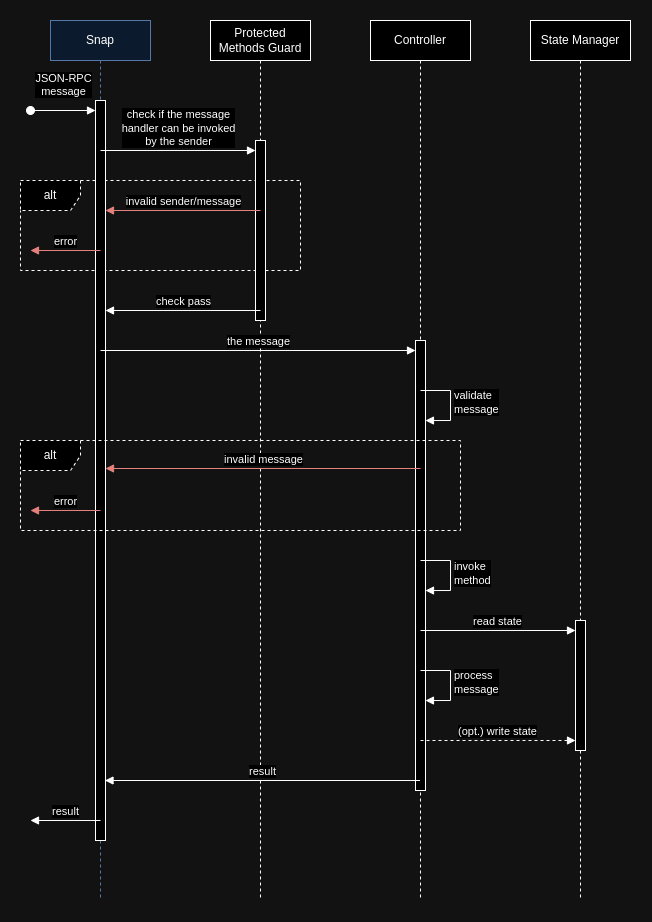 Snap
Protected
Methods Guard
Controller
State Manager
JSON-RPC
message
check if the message
handler can be invoked
by the sender
alt
invalid sender/message
error
check pass
the message
validate
message
alt
invalid message
error
invoke
method
read state
process
message
(opt.) write state
result
result